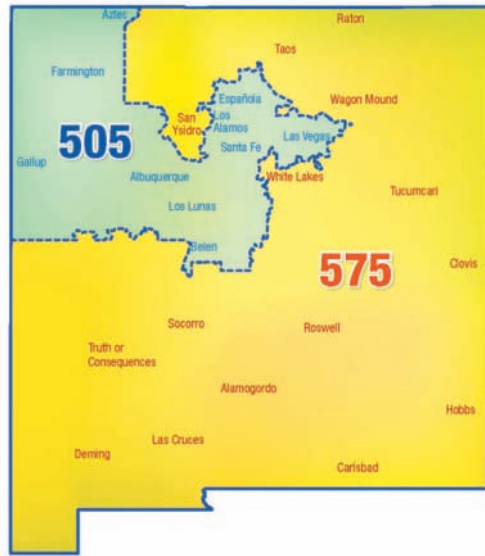 Aztec
Raton
Taos
Farmington
Española
Wagon Mound
San
Ysidro
Los
Alamos
505
Las Vegas
Santa Fe
Gallup
Albuquerque
White Lakes
Tucumcari
Los Lunas
Belen
575
Clovis
Socorro
Roswell
Truth or
Consequences
Alamogordo
Hobbs
Las Cruces
Deming
Carlsbad